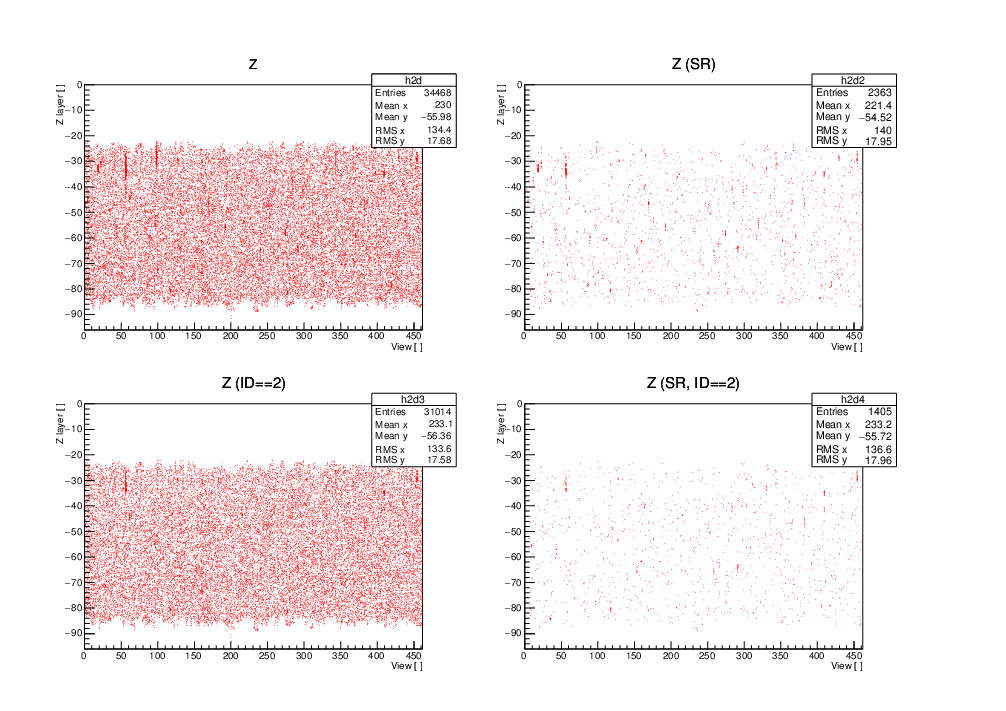 Z
h2d
Entries 34468
Mean x 230
Mean y −55.98
RMS x 134.4
RMS y 17.68
Z layer [ ]
0
−10
−20
−30
−40
−50
−60
−70
−80
−90
0 50 100 150 200 250 300 350 400 450
View [ ]
Z (SR)
h2d2
Entries 2363
Mean x 221.4
Mean y −54.52
RMS x 140
RMS y 17.95
Z layer [ ]
0
−10
−20
−30
−40
−50
−60
−70
−80
−90
0 50 100 150 200 250 300 350 400 450
View [ ]
Z (ID==2)
h2d3
Entries 31014
Mean x 233.1
Mean y −56.36
RMS x 133.6
RMS y 17.58
Z layer [ ]
0
−10
−20
−30
−40
−50
−60
−70
−80
−90
0 50 100 150 200 250 300 350 400 450
View [ ]
Z (SR, ID==2)
h2d4
Entries 1405
Mean x 233.2
Mean y −55.72
RMS x 136.6
RMS y 17.96
Z layer [ ]
0
−10
−20
−30
−40
−50
−60
−70
−80
−90
0 50 100 150 200 250 300 350 400 450
View [ ]